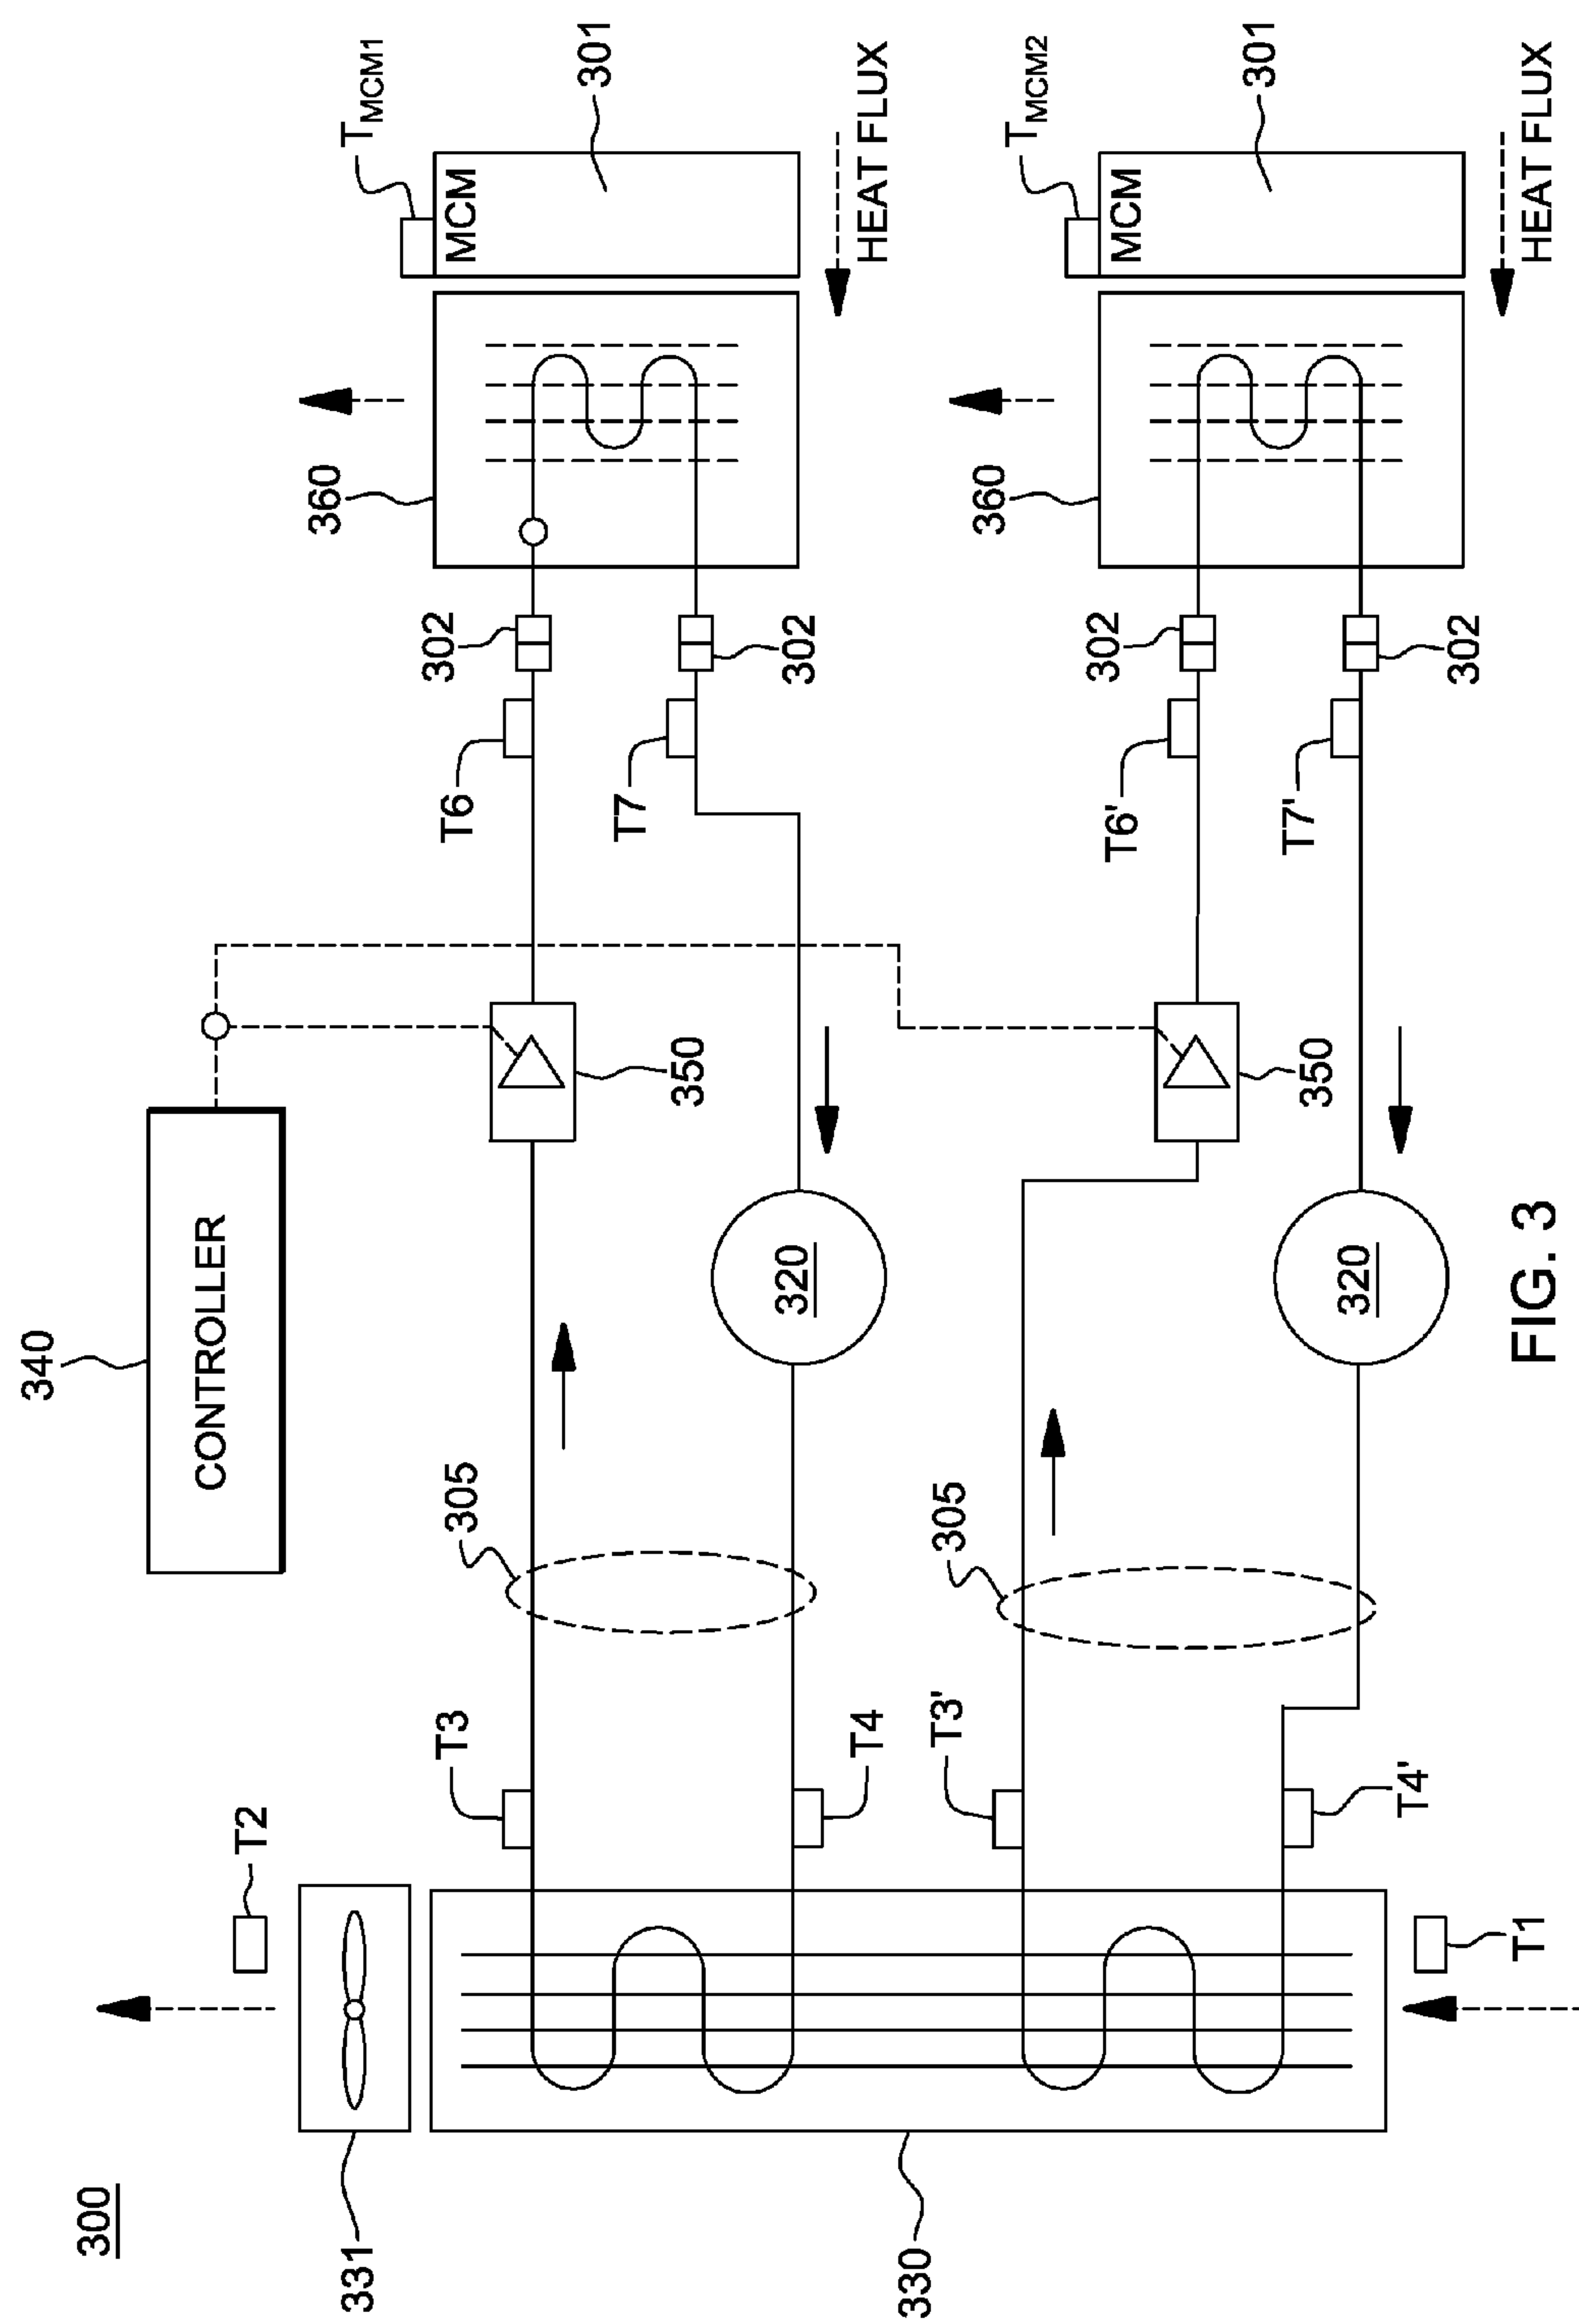 300
340
CONTROLLER
T2
331
330
T1
T3
T4
T3'
T4'
305
305
320
320
350
350
T6
T7
T6'
T7'
302
302
302
302
360
360
TMCM1
MCM
301
HEAT FLUX
TMCM2
MCM
301
HEAT FLUX
FIG. 3